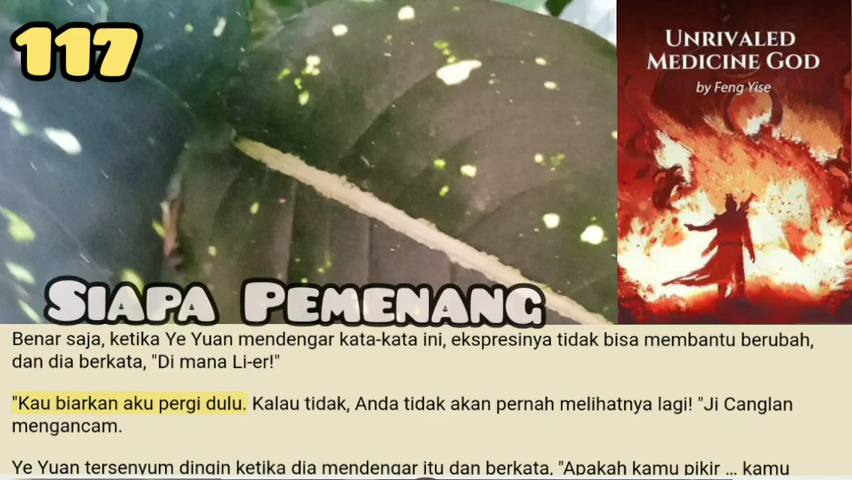 117
UNRIVALED
MEDICINE GOD
by Feng Yise
SIAPA PEMENANG
Benar saja, ketika Ye Yuan mendengar kata-kata ini, ekspresinya tidak bisa membantu berubah,
dan dia berkata, "Di mana Li-er!"
"Kau biarkan aku pergi dulu. Kalau tidak, Anda tidak akan pernah melihatnya lagi! "Ji Canglan
mengancam.
Ye Yuan tersenyum dingin ketika dia mendengar itu dan berkata, "Apakah kamu pikir ... kamu